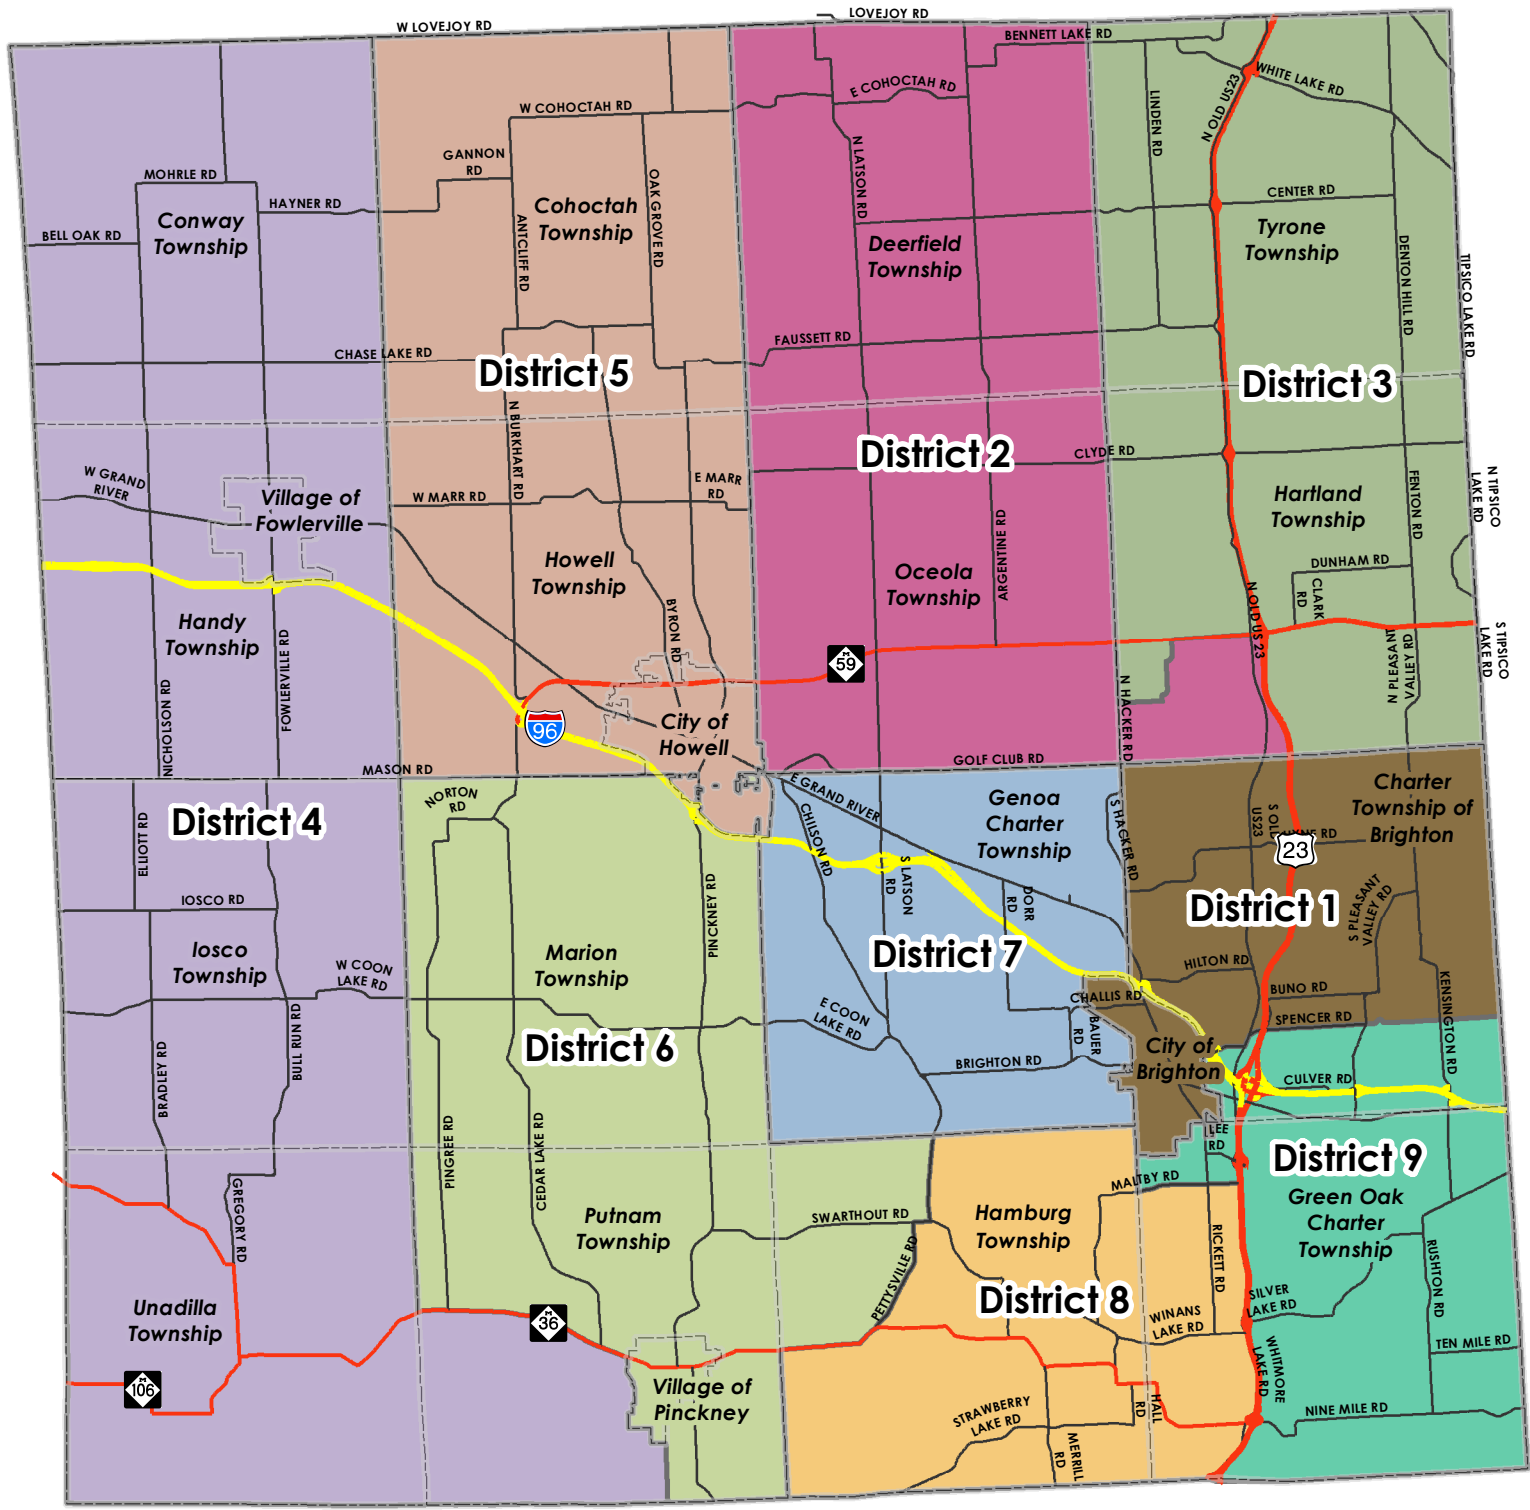 W LOVEJOY RD
LOVEJOY RD
BENNETT LAKE RD
WHITE LAKE RD
N OLD US23
E COHOCTAH RD
W COHOCTAH RD
LINDEN RD
N LATSON RD
GANNON
RD
MOHRLE RD
HAYNER RD
BELL OAK RD
Conway
Township
Cohoctah
Township
ANTCLIFF RD
OAK GROVE RD
Deerfield
Township
CENTER RD
Tyrone
Township
DENTON HILL RD
TIPSICO LAKE RD
CHASE LAKE RD
FAUSSETT RD
District 5
District 3
N BURKHART RD
District 2
CLYDE RD
W GRAND
RIVER
Village of
Fowlerville
W MARR RD
E MARR
RD
Hartland
Township
FENTON RD
N TIPSICO
LAKE RD
Howell
Township
Oceola
Township
ARGENTINE RD
DUNHAM RD
CLARK
RD
BYRON RD
N OLD US 23
Handy
Township
NICHOLSON RD
FOWLERVILLE RD
M
59
N PLEASANT
VALLEY RD
S TIPSICO
LAKE RD
N HACKER RD
96
City of
Howell
MASON RD
GOLF CLUB RD
NORTON
RD
E GRAND RIVER
Genoa
Charter
Township
Charter
Township of
Brighton
District 4
ELLIOTT RD
CHILSON RD
S HACKER RD
S OLD
US23
23
S LATSON
RD
DORR
RD
PINCKNEY RD
IOSCO RD
District 1
S PLEASANT
VALLEY RD
Iosco
Township
W COON
LAKE RD
Marion
Township
District 7
HILTON RD
CHALLIS RD
BUNO RD
KENSINGTON RD
E COON
LAKE RD
BAUER
RD
SPENCER RD
BRADLEY RD
BULL RUN RD
District 6
BRIGHTON RD
City of
Brighton
CULVER RD
LEE
RD
PINGREE RD
CEDAR LAKE RD
District 9
MALTBY RD
GREGORY RD
Putnam
Township
SWARTHOUT RD
Hamburg
Township
Green Oak
Charter
Township
RICKETT RD
RUSHTON RD
PETTYSVILLE RD
District 8
SILVER
LAKE RD
Unadilla
Township
M
36
WINANS
LAKE RD
WHITMORE
LAKE RD
TEN MILE RD
M
106
Village of
Pinckney
STRAWBERRY
LAKE RD
HALL
RD
NINE MILE RD
MERRILL
RD